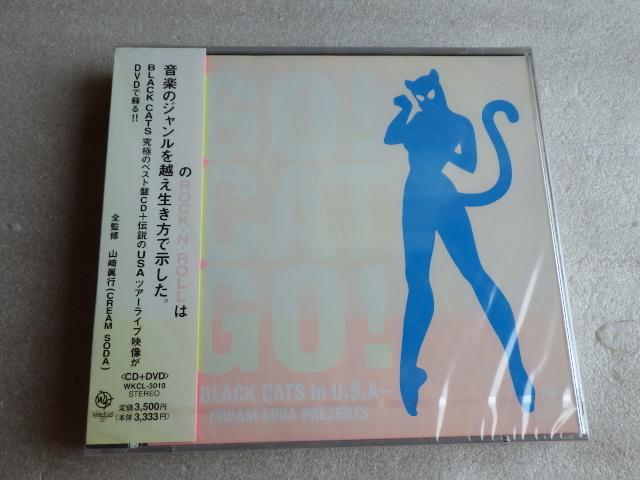 のROCK・N・ROLLは
音楽のジャンルを越え生き方で示した。
BLACK CATS 究極のベスト盤CD+伝説のUSAツアーライブ映像が
DVDで蘇る!!
全監修 山崎眞行(CREAM SODA)
<CD+DVD>
WKCL-3010
STEREO
定価3,500円
(本体 3,333円)
GO!
CAT
GO!
BLACK CATS in U.S.A~
CREAM SODA PRESENTS